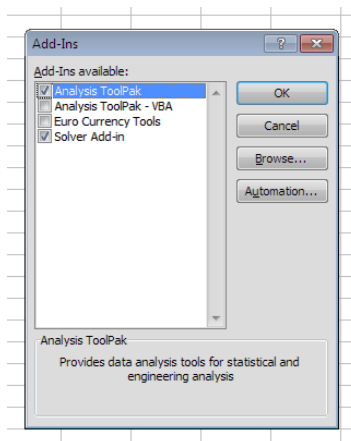 Add-Ins
Add-Ins available:
Analysis ToolPak
Analysis ToolPak - VBA
Euro Currency Tools
Solver Add-in
OK
Cancel
Browse...
Automation...
Analysis ToolPak
Provides data analysis tools for statistical and
engineering analysis